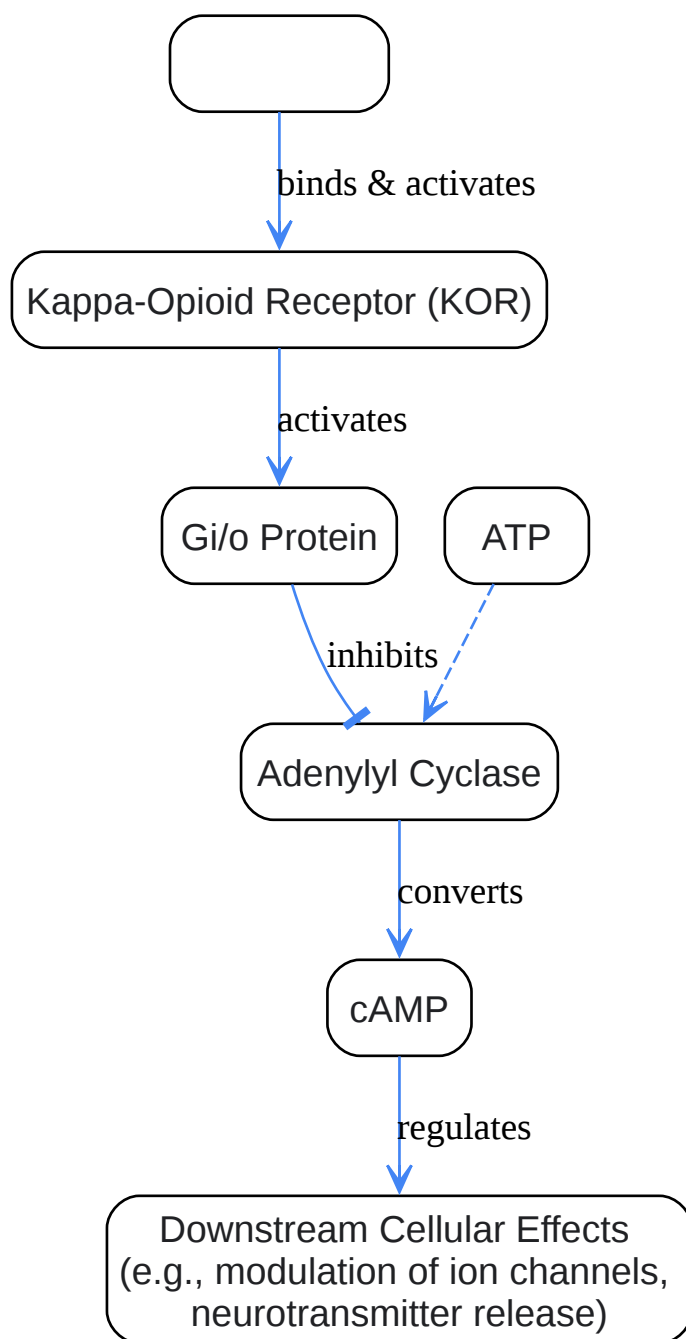 binds & activates
Kappa-Opioid Receptor (KOR)
activates
Gi/o Protein
ATP
inhibits
Adenylyl Cyclase
converts
cAMP
regulates
Downstream Cellular Effects
(e.g., modulation of ion channels,
neurotransmitter release)